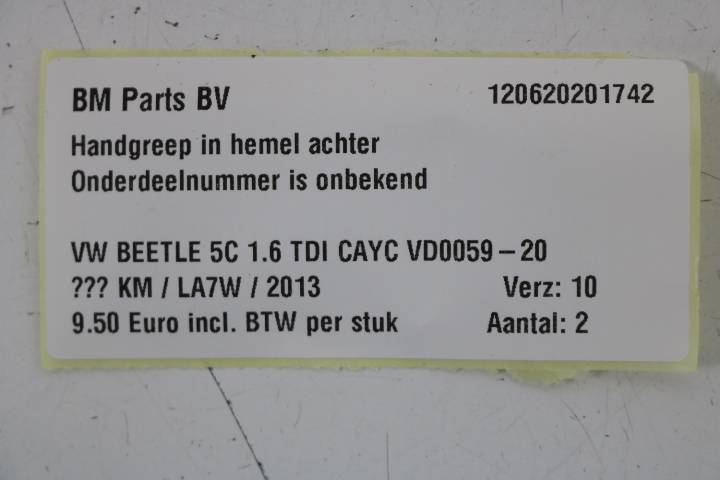 BM Parts BV 120620201742
Handgreep in hemel achter
Onderdeelnummer is onbekend
VW BEETLE 5C 1.6 TDI CAYC VD0059 – 20
??? KM / LA7W / 2013 Verz: 10
9.50 Euro incl. BTW per stuk Aantal: 2